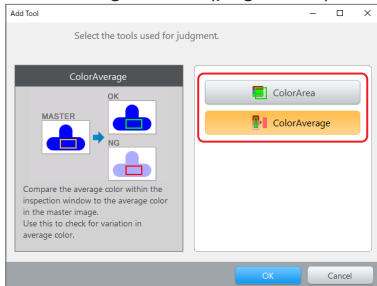 Add Tool
Select the tools used for judgment.
ColorAverage
OK
MASTER
NG
Compare the average color within the
inspection window to the average color
in the master image.
Use this to check for variation in
average color.
ColorArea
ColorAverage
OK
Cancel